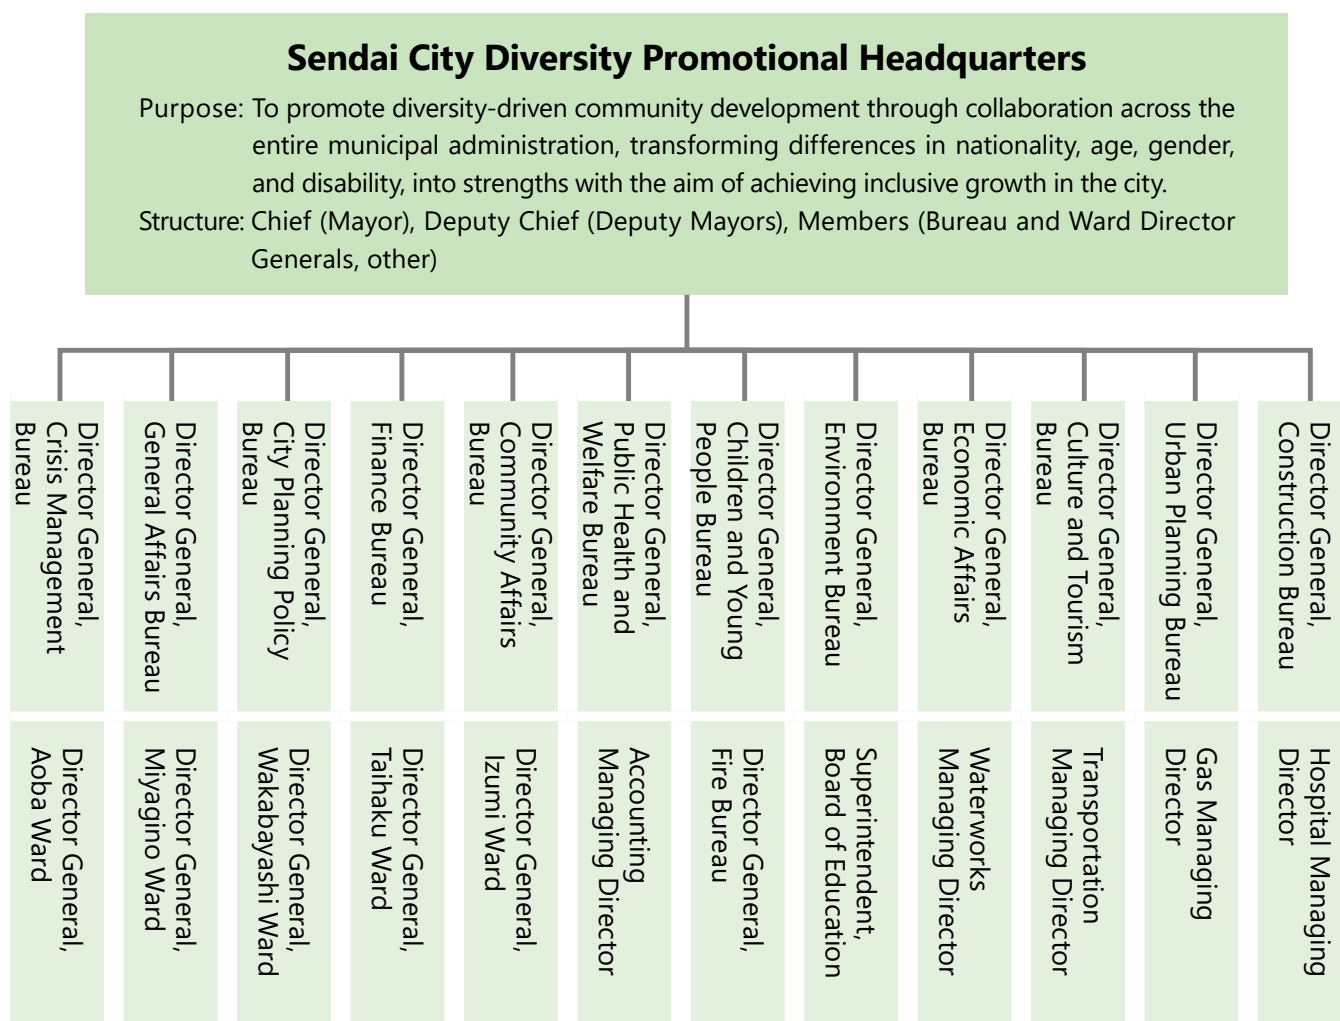 Sendai City Diversity Promotional Headquarters
Purpose: To promote diversity-driven community development through collaboration across the
entire municipal administration, transforming differences in nationality, age, gender,
and disability, into strengths with the aim of achieving inclusive growth in the city.
Structure: Chief (Mayor), Deputy Chief (Deputy Mayors), Members (Bureau and Ward Director
Generals, other)
Director General,
Crisis Management
Bureau
Director General,
General Affairs Bureau
Director General,
City Planning Policy
Bureau
Director General,
Finance Bureau
Director General,
Community Affairs
Bureau
Director General,
Public Health and
Welfare Bureau
Director General,
Children and Young
People Bureau
Director General,
Environment Bureau
Director General,
Economic Affairs
Bureau
Director General,
Culture and Tourism
Bureau
Director General,
Urban Planning Bureau
Director General,
Construction Bureau
Director General,
Aoba Ward
Director General,
Miyagino Ward
Director General,
Wakabayashi Ward
Director General,
Taihaku Ward
Director General,
Izumi Ward
Accounting
Managing Director
Director General,
Fire Bureau
Superintendent,
Board of Education
Waterworks
Managing Director
Transportation
Managing Director
Gas Managing
Director
Hospital Managing
Director